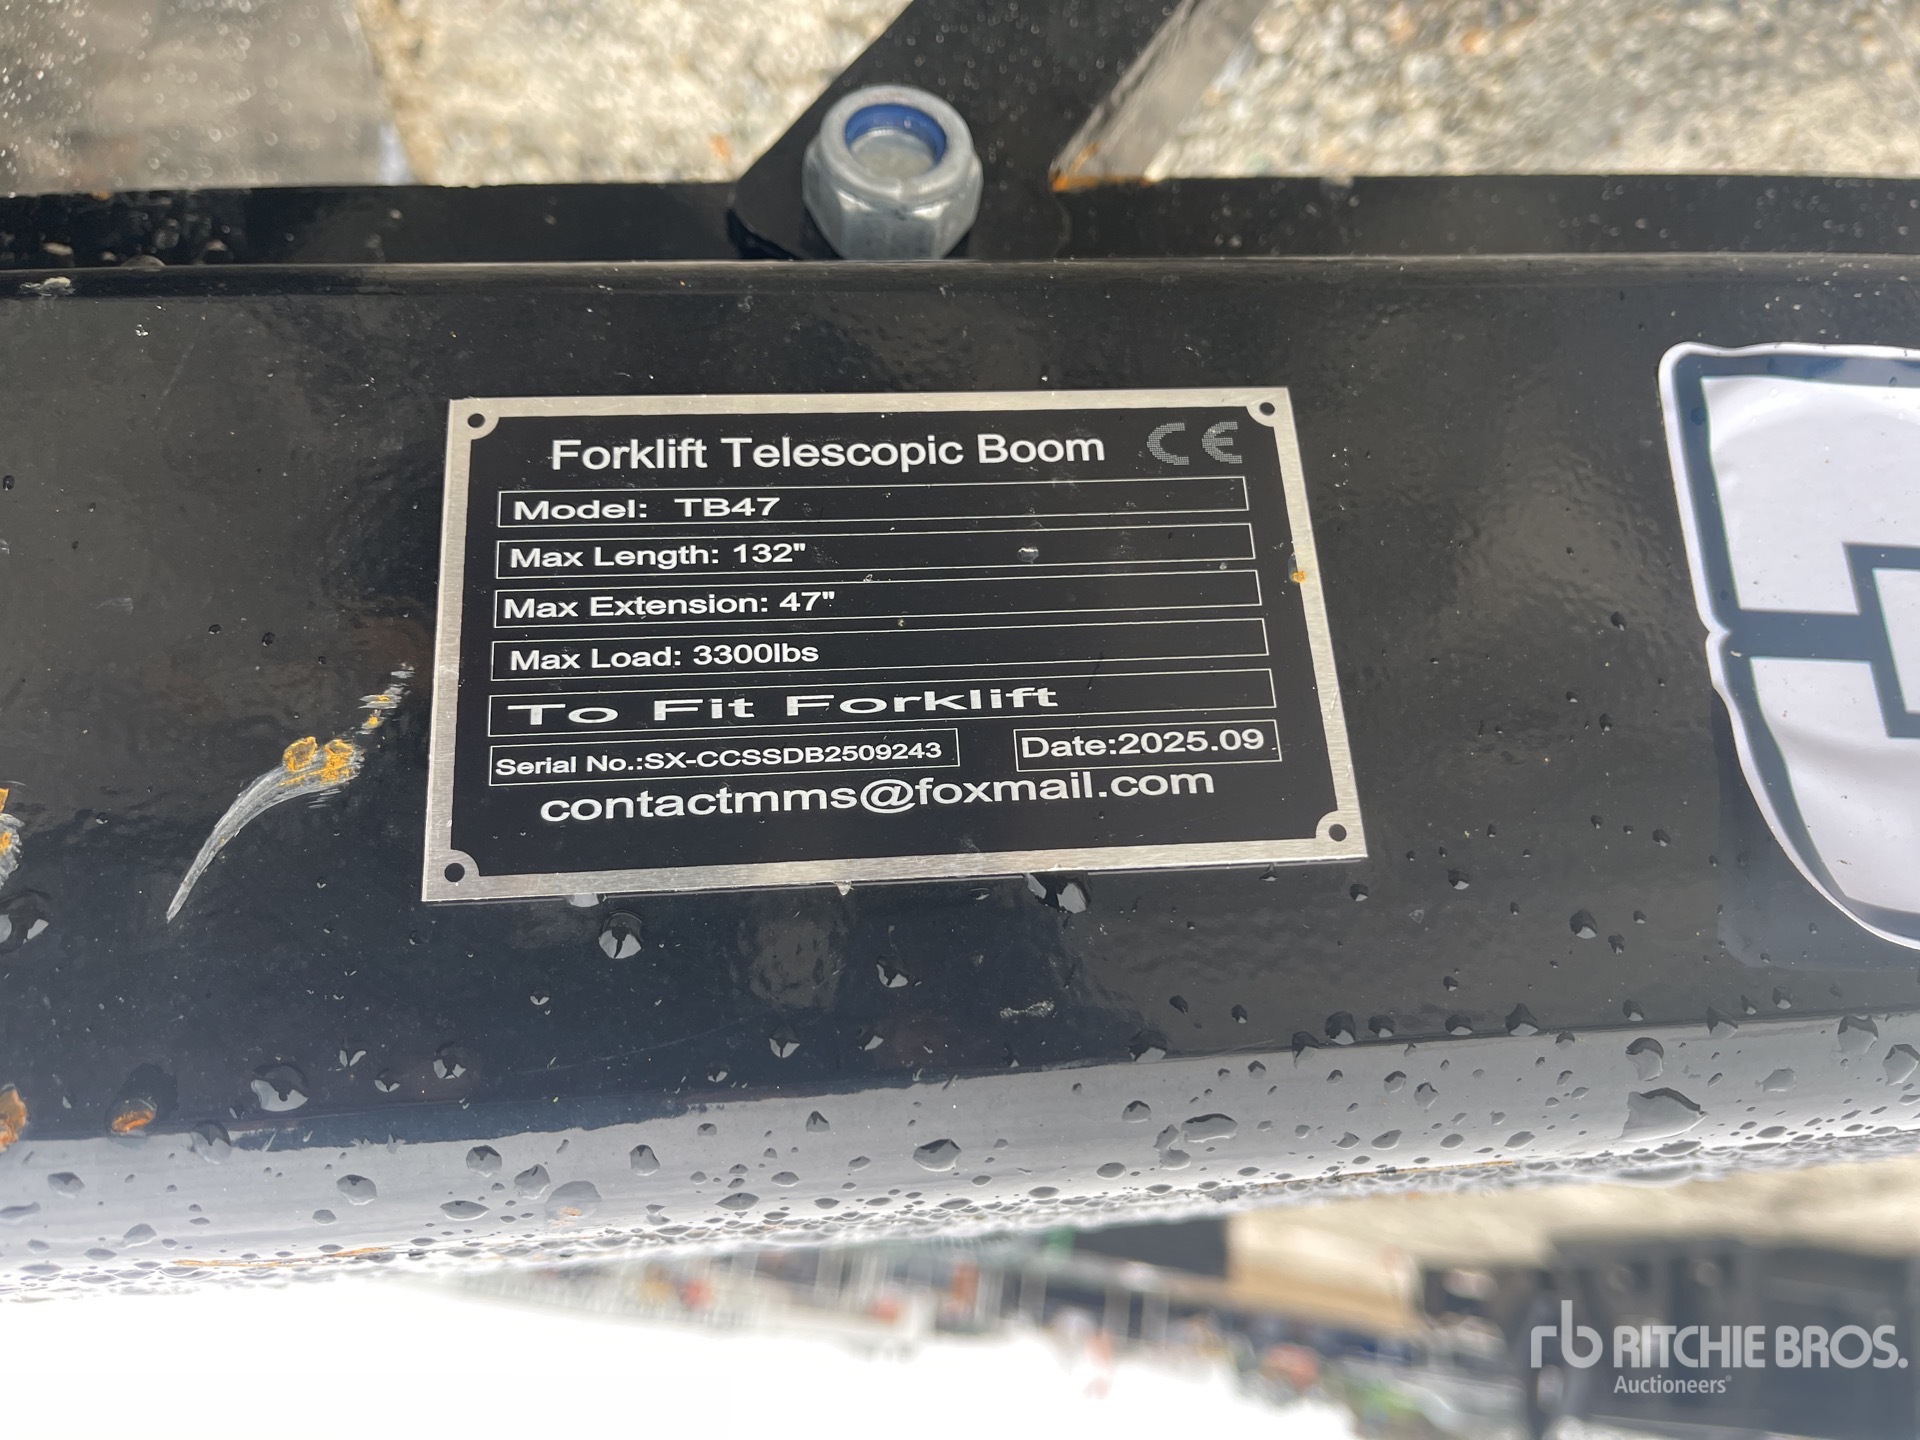 Forklift Telescopic Boom CE
Model: TB47
Max Length: 132"
Max Extension: 47"
Max Load: 3300lbs
To Fit Forklift
Serial No.:SX-CCSSDB2509243 Date:2025.09
contactmms@foxmail.com
rb RITCHIE BROS.
Auctioneers